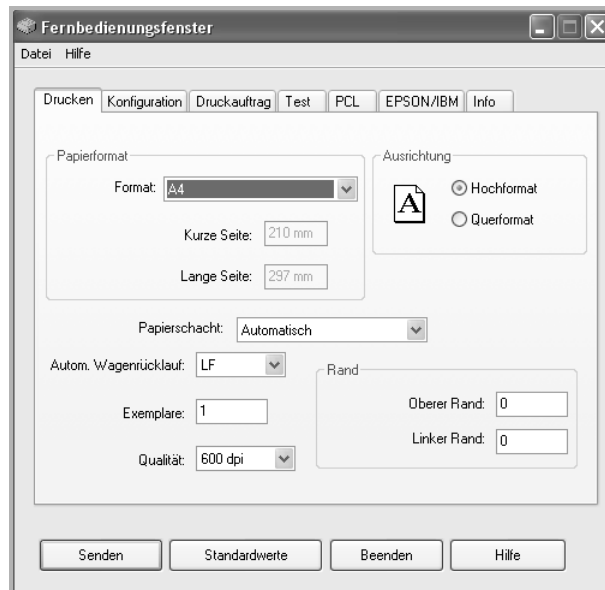 Fernbedienungsfenster
Datei Hilfe
Drucken Konfiguration Druckauftrag Test PCL EPSON/IBM Info
Papierformat
Format: A4
Kurze Seite: 210 mm
Lange Seite: 297 mm
Ausrichtung
A
Hochformat
Querformat
Papierschacht: Automatisch
Autom. Wagenrücklauf: LF
Exemplare: 1
Qualität: 600 dpi
Rand
Oberer Rand: 0
Linker Rand: 0
Senden Standardwerte Beenden Hilfe